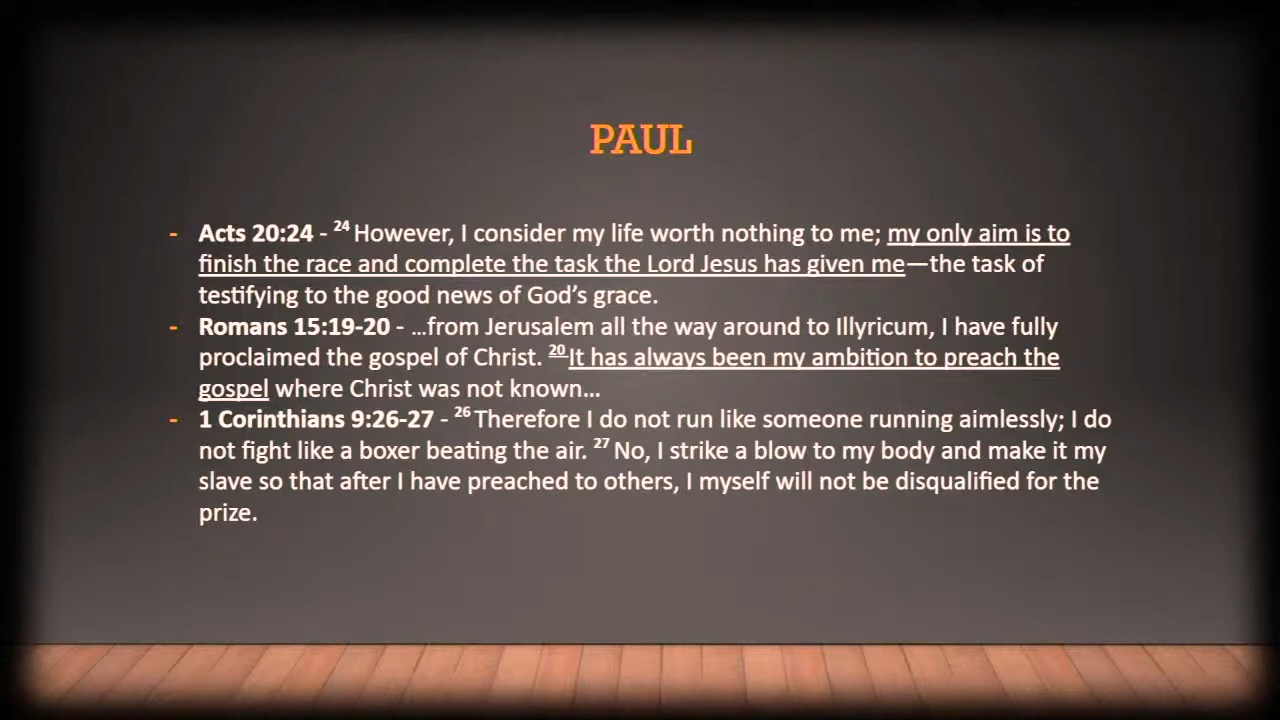 PAUL
- Acts 20:24 - 24 However, I consider my life worth nothing to me; my only aim is to
finish the race and complete the task the Lord Jesus has given me—the task of
testifying to the good news of God’s grace.
- Romans 15:19-20 - …from Jerusalem all the way around to Illyricum, I have fully
proclaimed the gospel of Christ. 20 It has always been my ambition to preach the
gospel where Christ was not known…
- 1 Corinthians 9:26-27 - 26 Therefore I do not run like someone running aimlessly; I do
not fight like a boxer beating the air. 27 No, I strike a blow to my body and make it my
slave so that after I have preached to others, I myself will not be disqualified for the
prize.